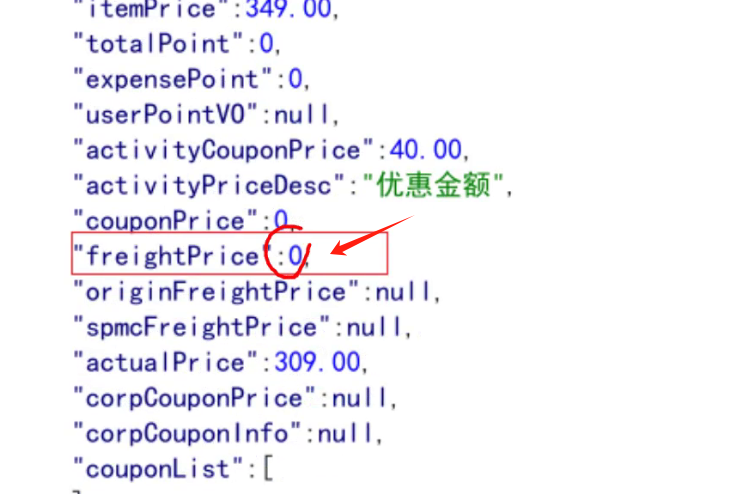 "itemPrice":349.00,
"totalPoint":0,
"expensePoint":0,
"userPointVO":null,
"activityCouponPrice":40.00,
"activityPriceDesc":"优惠金额",
"couponPrice":0,
"freightPrice":0,
"originFreightPrice":null,
"spmcFreightPrice":null,
"actualPrice":309.00,
"corpCouponPrice":null,
"corpCouponInfo":null,
"couponList":[